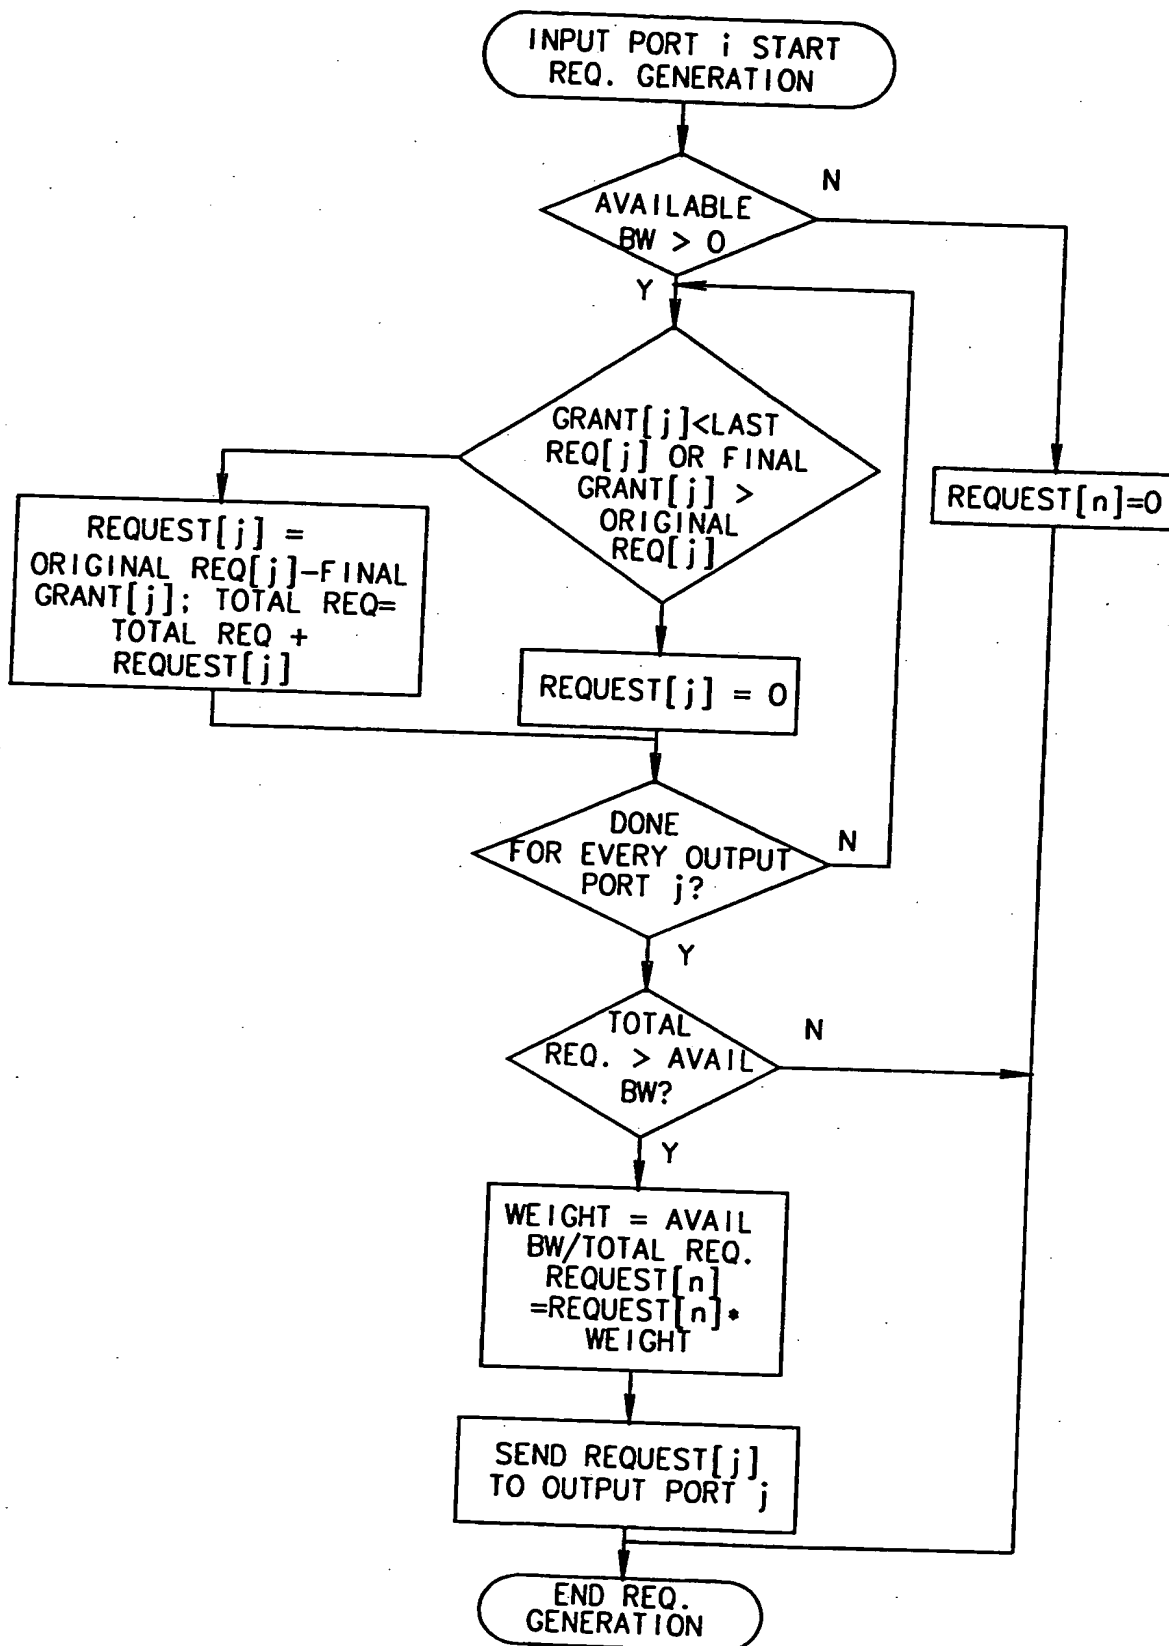 INPUT PORT i START
REQ. GENERATION
AVAILABLE
BW > 0
N
Y
GRANT[j]<LAST
REQ[j] OR FINAL
GRANT[j] >
ORIGINAL
REQ[j]
REQUEST[n]=0
REQUEST[j] =
ORIGINAL REQ[j]-FINAL
GRANT[j]; TOTAL REQ=
TOTAL REQ +
REQUEST[j]
REQUEST[j] = 0
DONE
FOR EVERY OUTPUT
PORT j?
N
Y
TOTAL
REQ. > AVAIL
BW?
N
Y
WEIGHT = AVAIL
BW/TOTAL REQ.
REQUEST[n]
=REQUEST[n]*
WEIGHT
SEND REQUEST[j]
TO OUTPUT PORT j
END REQ.
GENERATION